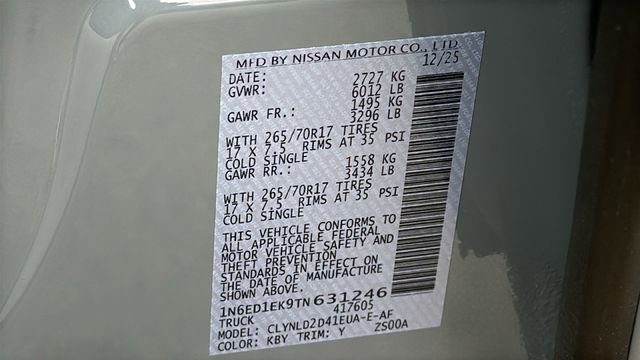 MFD BY NISSAN MOTOR CO., LTD
DATE: 12/25
GVWR: 2727 KG
6012 LB
GAWR FR.: 1495 KG
3296 LB
WITH 265/70R17 TIRES
17 X 7.5 RIMS AT 35 PSI
COLD SINGLE
GAWR RR.: 1558 KG
3434 LB
WITH 265/70R17 TIRES
17 X 7.5 RIMS AT 35 PSI
COLD SINGLE
THIS VEHICLE CONFORMS TO
ALL APPLICABLE FEDERAL
MOTOR VEHICLE SAFETY AND
THEFT PREVENTION
STANDARDS IN EFFECT ON
THE DATE OF MANUFACTURE
SHOWN ABOVE.
1N6ED1EK9TN631246
TRUCK 417605
MODEL: CLYNLD2D41EUA-E-AF
COLOR: KBY TRIM: Y ZS00A